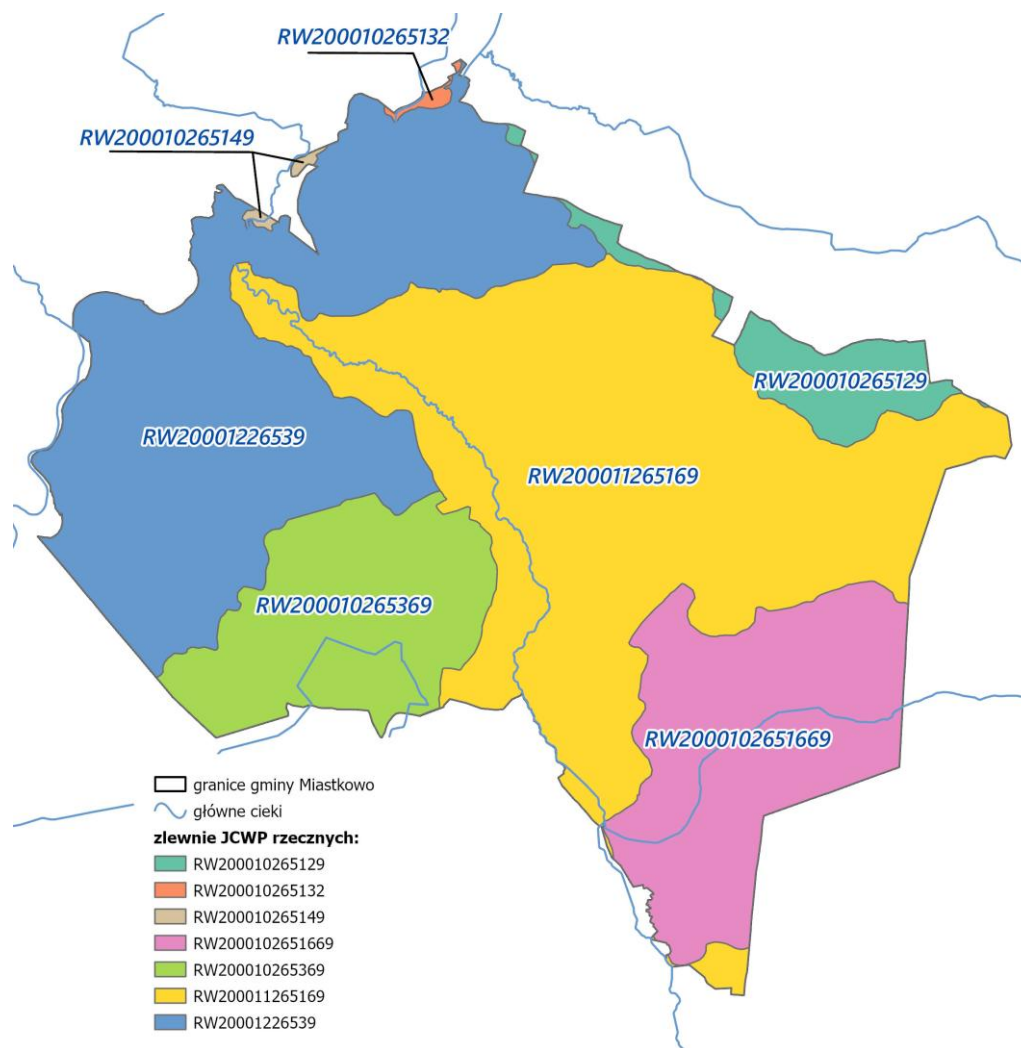 RW200010265132
RW200010265149
RW200010265129
RW20001226539
RW200011265169
RW200010265369
RW2000102651669
granice gminy Miastkowo
główne cieki
zlewnie JCWP rzecznych:
RW200010265129
RW200010265132
RW200010265149
RW2000102651669
RW200010265369
RW200011265169
RW20001226539